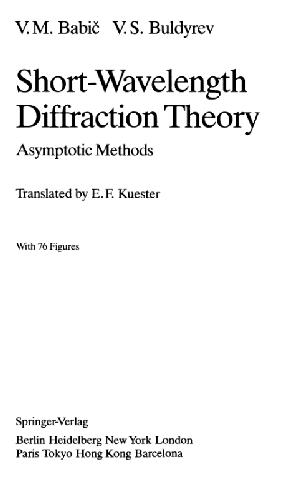 V. M. Babič V. S. Buldyrev
Short-Wavelength
Diffraction Theory
Asymptotic Methods
Translated by E. F. Kuester
With 76 Figures
Springer-Verlag
Berlin Heidelberg New York London
Paris Tokyo Hong Kong Barcelona